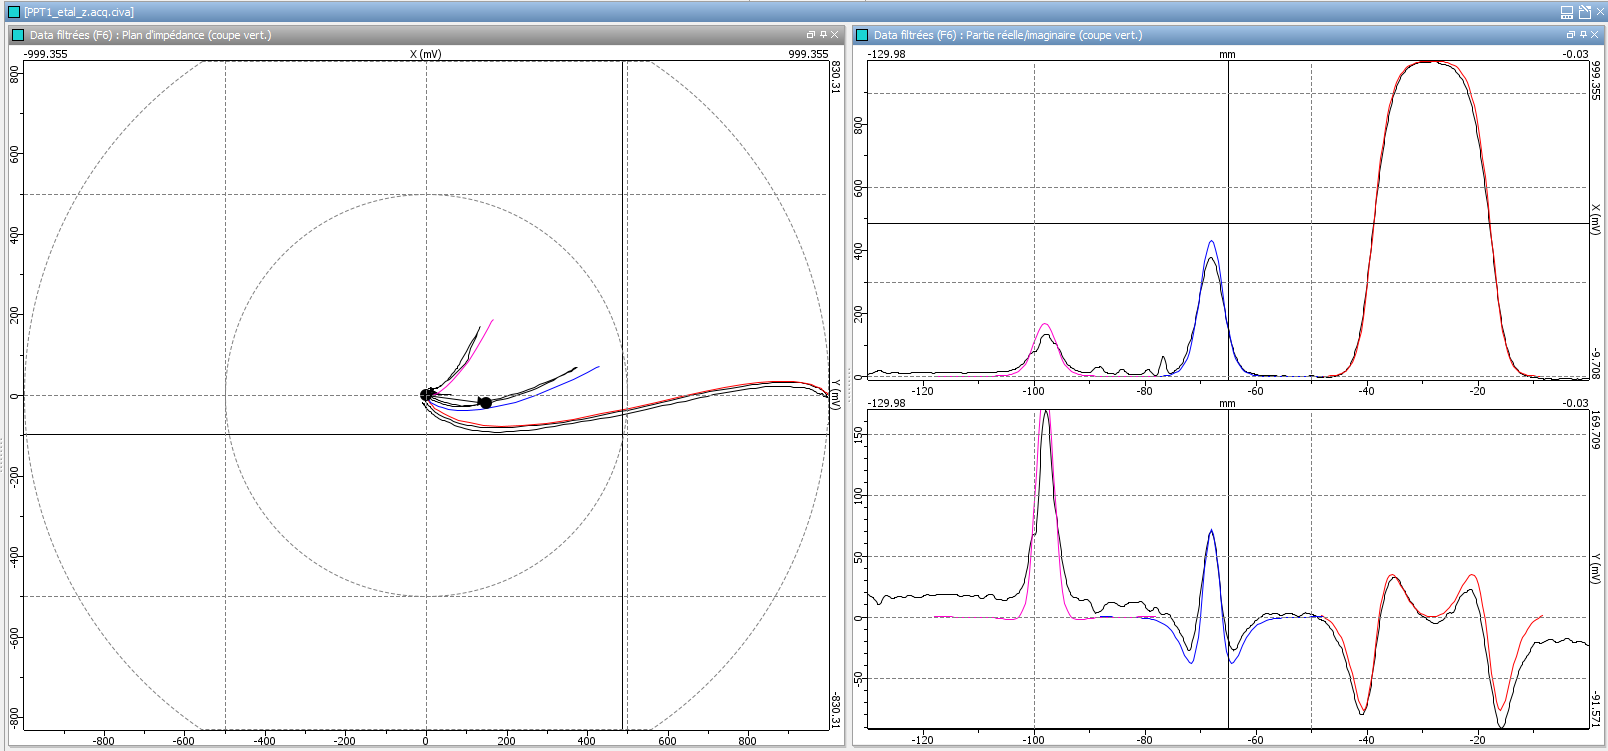 [PPT1_etal_z.acq.civa]
Data filtrées (F6) : Plan d'impédance (coupe vert.)
-999.355 X (mV) 999.355
830.31
800
600
400
200
0
-200
-400
-600
-800
Y (mV)
-830.31
-800 -600 -400 -200 0 200 400 600 800
Data filtrées (F6) : Partie réelle/imaginaire (coupe vert.)
-129.98 mm -0.03
999.355
800
600
400
200
0
X (mV)
-9.708
-120 -100 -80 -60 -40 -20
-129.98 mm -0.03
169.709
150
100
50
0
-50
Y (mV)
-91.571
-120 -100 -80 -60 -40 -20